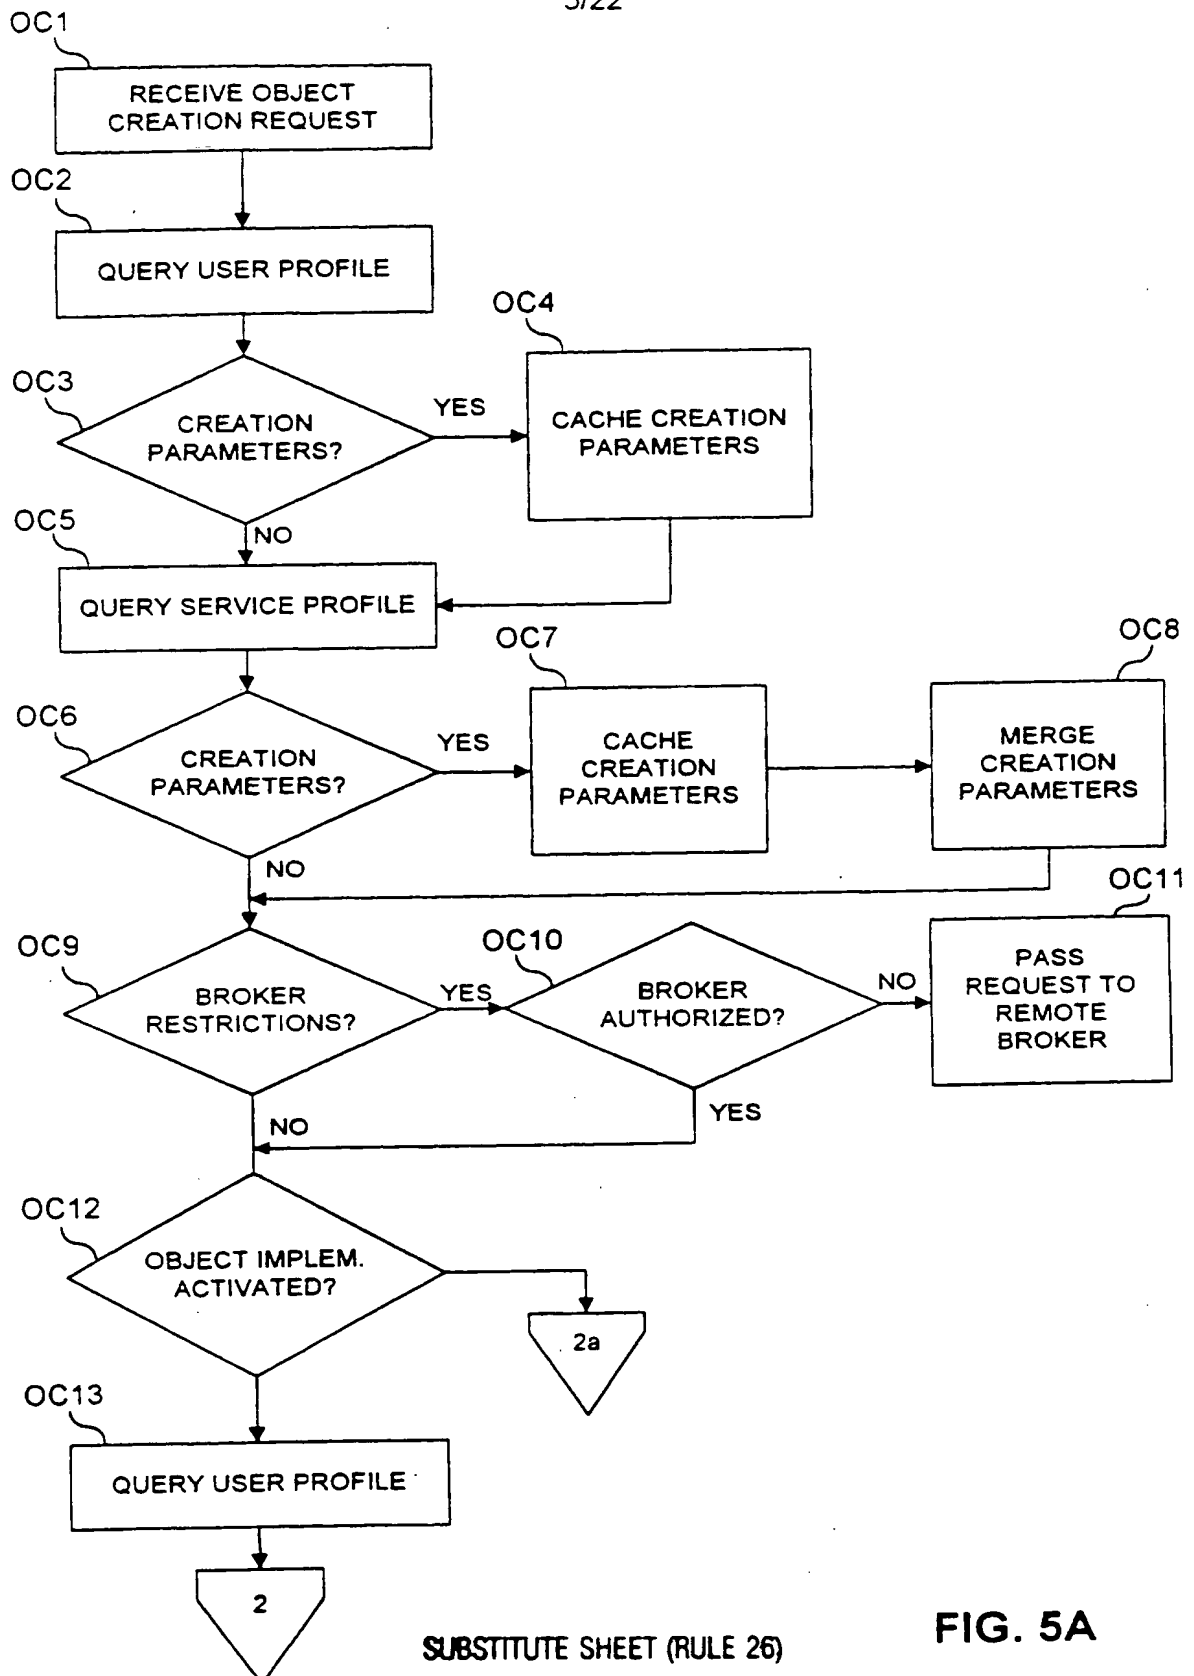 OC1
RECEIVE OBJECT
CREATION REQUEST
OC2
QUERY USER PROFILE
OC3
CREATION
PARAMETERS?
YES
OC4
CACHE CREATION
PARAMETERS
NO
OC5
QUERY SERVICE PROFILE
OC6
CREATION
PARAMETERS?
YES
OC7
CACHE
CREATION
PARAMETERS
OC8
MERGE
CREATION
PARAMETERS
NO
OC9
BROKER
RESTRICTIONS?
YES
OC10
BROKER
AUTHORIZED?
NO
OC11
PASS
REQUEST TO
REMOTE
BROKER
NO
YES
OC12
OBJECT IMPLEM.
ACTIVATED?
2a
OC13
QUERY USER PROFILE
2
SUBSTITUTE SHEET (RULE 26)
FIG. 5A